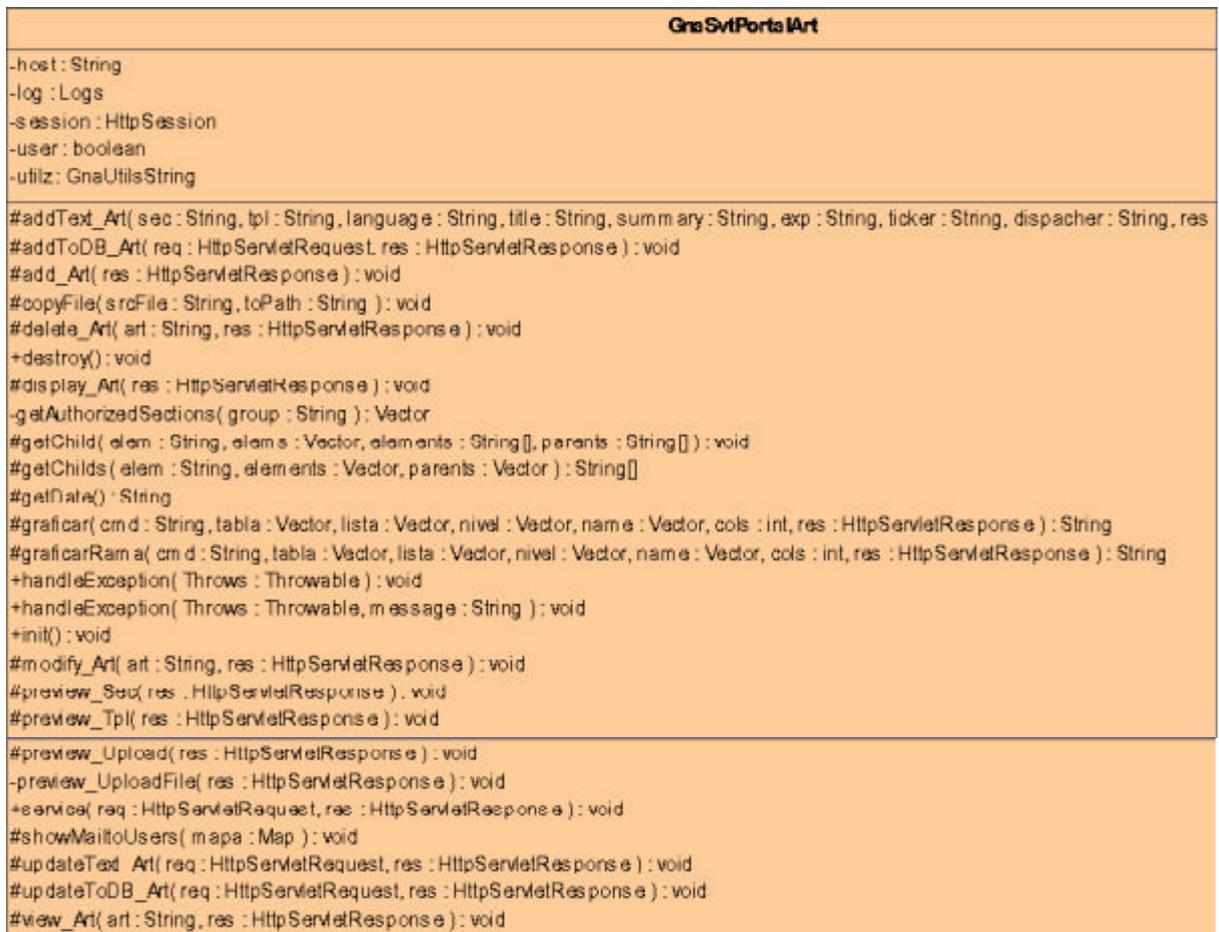 GnaSvtPortalArt
-host : String
-log : Logs
-session : HttpSession
-user : boolean
-utilz : GnaUtilsString
#addText_Art( sec : String, tpl : String, language : String, title : String, summary : String, exp : String, ticker : String, dispacher : String, res
#addToDB_Art( req : HttpServletRequest, res : HttpServletResponse ) : void
#add_Art( res : HttpServletResponse ) : void
#copyFile( srcFile : String, toPath : String ) : void
#delete_Art( art : String, res : HttpServletResponse ) : void
+destroy() : void
#display_Art( res : HttpServletResponse ) : void
-getAuthorizedSections( group : String ) : Vector
#getChild( elem : String, elems : Vector, elements : String[], parents : String[] ) : void
#getChilds( elem : String, elements : Vector, parents : Vector ) : String[]
#getDate() : String
#graficar( cmd : String, tabla : Vector, lista : Vector, nivel : Vector, name : Vector, cols : int, res : HttpServletResponse ) : String
#graficarRama( cmd : String, tabla : Vector, lista : Vector, nivel : Vector, name : Vector, cols : int, res : HttpServletResponse ) : String
+handleException( Throws : Throwable ) : void
+handleException( Throws : Throwable, message : String ) : void
+init() : void
#modify_Art( art : String, res : HttpServletResponse ) : void
#preview_Sec( res : HttpServletResponse ) : void
#preview_Tpl( res : HttpServletResponse ) : void
#preview_Upload( res : HttpServletResponse ) : void
-preview_UploadFile( res : HttpServletResponse ) : void
+service( req : HttpServletRequest, res : HttpServletResponse ) : void
#showMailtoUsers( mapa : Map ) : void
#updateText_Art( req : HttpServletRequest, res : HttpServletResponse ) : void
#updateToDB_Art( req : HttpServletRequest, res : HttpServletResponse ) : void
#view_Art( art : String, res : HttpServletResponse ) : void